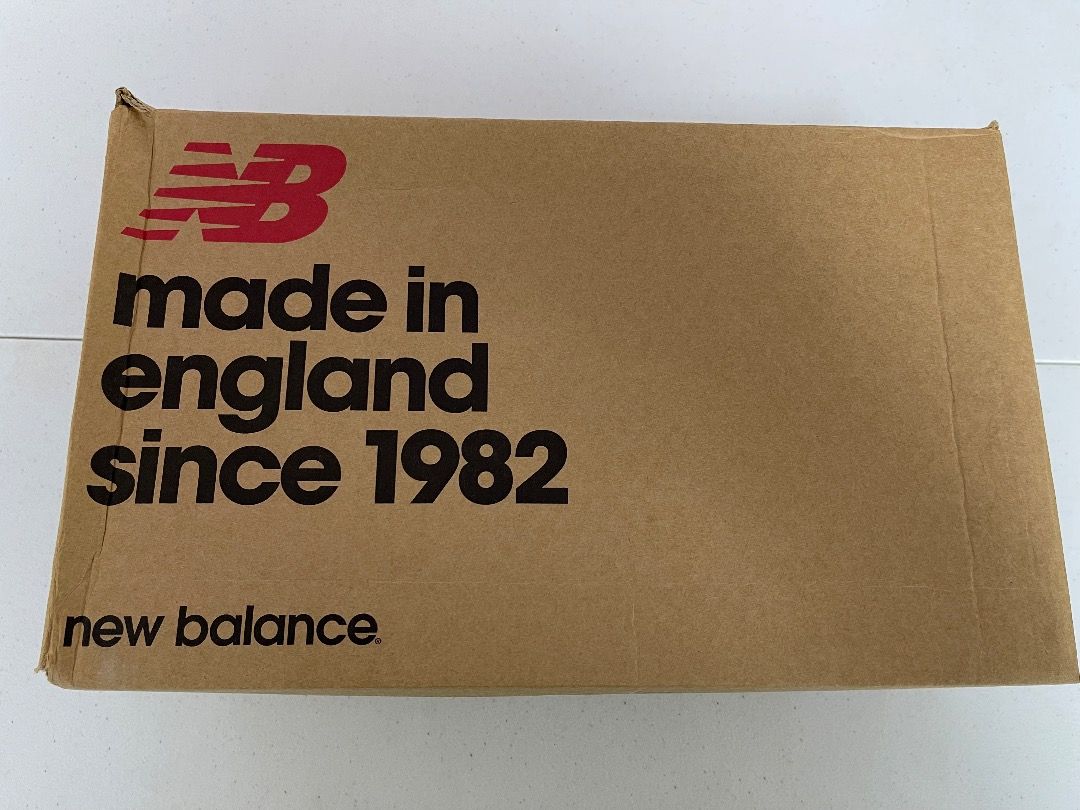 NB
made in
england
since 1982
new balance®